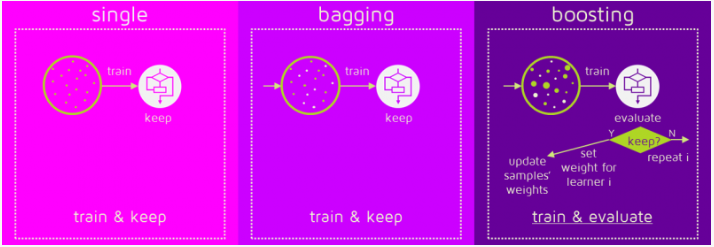 single
train
keep
train & keep
bagging
train
keep
train & keep
boosting
train
evaluate
Y
keep?
N
update
samples'
weights
set
weight for
learner i
repeat i
train & evaluate